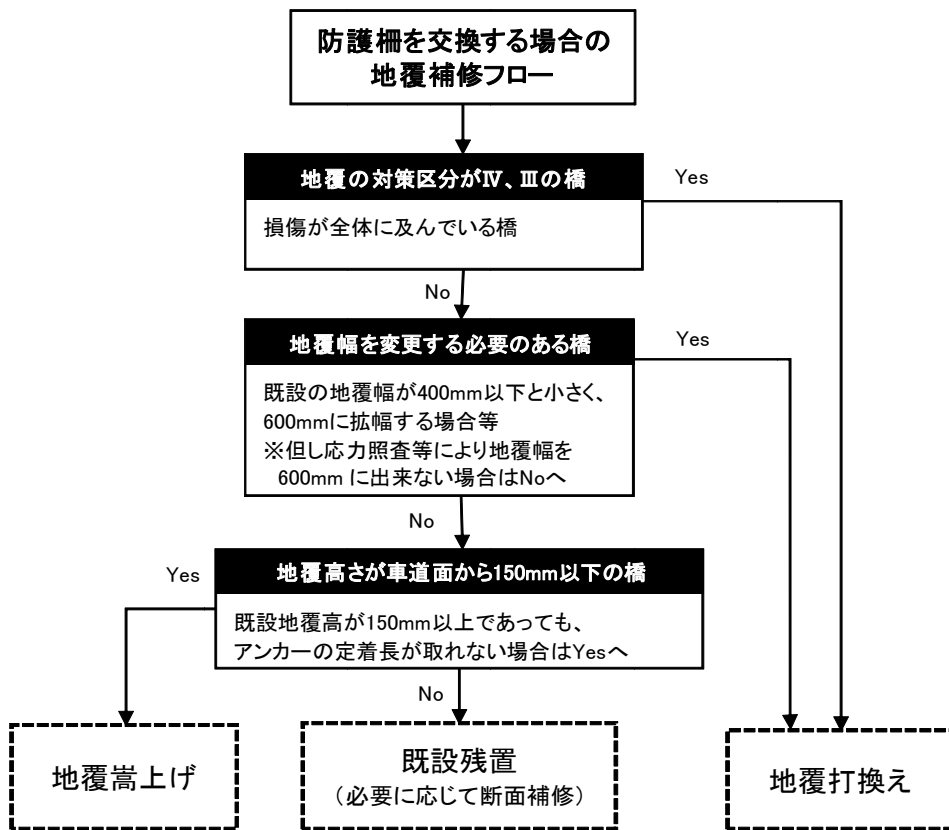 防護柵を交換する場合の
地覆補修フロー
地覆の対策区分がⅣ、Ⅲの橋
Yes
損傷が全体に及んでいる橋
No
地覆幅を変更する必要のある橋
Yes
既設の地覆幅が400mm以下と小さく、
600mmに拡幅する場合等
※但し応力照査等により地覆幅を
600mm に出来ない場合はNoへ
No
地覆高さが車道面から150mm以下の橋
Yes
既設地覆高が150mm以上であっても、
アンカーの定着長が取れない場合はYesへ
No
地覆嵩上げ
既設残置
（必要に応じて断面補修）
地覆打換え